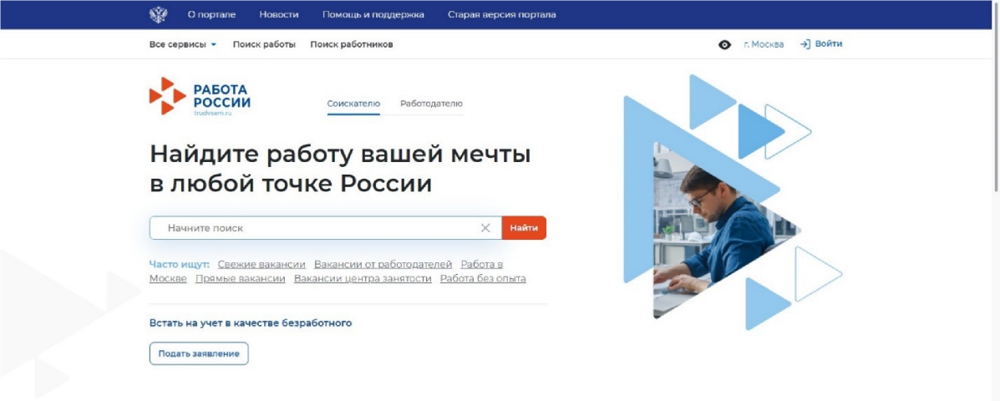 О портале Новости Помощь и поддержка Старая версия портала
Все сервисы Поиск работы Поиск работников г. Москва Войти
РАБОТА
РОССИИ
trudvsem.ru
Соискателю Работодателю
Найдите работу вашей мечты
в любой точке России
Начните поиск Найти
Часто ищут: Свежие вакансии Вакансии от работодателей Работа в
Москве Прямые вакансии Вакансии центра занятости Работа без опыта
Встать на учет в качестве безработного
Подать заявление